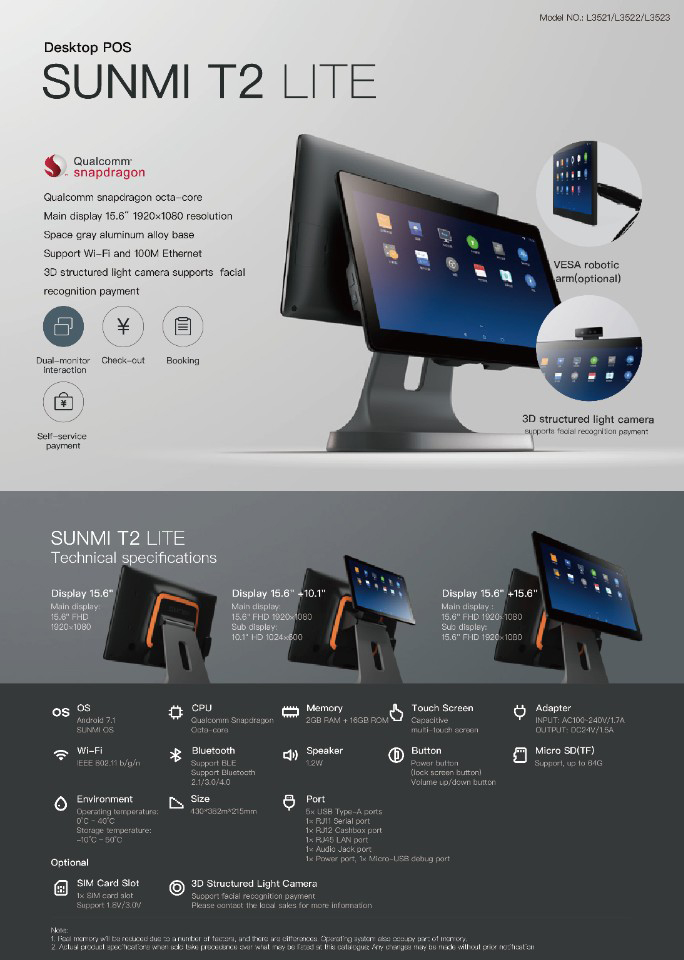 Model NO.: L3521/L3522/L3523
Desktop POS
SUNMI T2 LITE
Qualcomm
snapdragon
Qualcomm snapdragon octa-core
Main display 15.6" 1920×1080 resolution
Space gray aluminum alloy base
Support Wi-Fi and 100M Ethernet
3D structured light camera supports facial
recognition payment
Dual-monitor
interaction
Check-out
Booking
Self-service
payment
VESA robotic
arm(optional)
3D structured light camera
supports facial recognition payment
SUNMI T2 LITE
Technical specifications
Display 15.6"
Main display:
15.6" FHD
1920×1080
Display 15.6" +10.1"
Main display:
15.6" FHD 1920×1080
Sub display:
10.1" HD 1024×600
Display 15.6" +15.6"
Main display :
15.6" FHD 1920×1080
Sub display:
15.6" FHD 1920×1080
OS
OS
Android 7.1
SUNMI OS
CPU
Qualcomm Snapdragon
Octa-core
Memory
2GB RAM + 16GB ROM
Touch Screen
Capacitive
multi-touch screen
Adapter
INPUT: AC100-240V/1.7A
OUTPUT: DC24V/1.5A
Wi-Fi
IEEE 802.11 b/g/n
Bluetooth
Support BLE
Support Bluetooth
2.1/3.0/4.0
Speaker
1.2W
Button
Power button
(lock screen button)
Volume up/down button
Micro SD(TF)
Support, up to 64G
Environment
Operating temperature:
0°C - 40°C
Storage temperature:
-10°C - 50°C
Size
430*382m*215mm
Port
5× USB Type-A ports
1× RJ11 Serial port
1× RJ12 Cashbox port
1× RJ45 LAN port
1× Audio Jack port
1× Power port, 1× Micro-USB debug port
Optional
SIM Card Slot
1× SIM card slot
Support 1.8V/3.0V
3D Structured Light Camera
Support facial recognition payment
Please contact the local sales for more information
Note:
1. Real memory will be reduced due to a number of factors, and there are differences. Operating system also occupy part of memory.
2. Actual product specifications when sold take precedence over what may be listed at this catalogue; Any changes may be made without prior notification